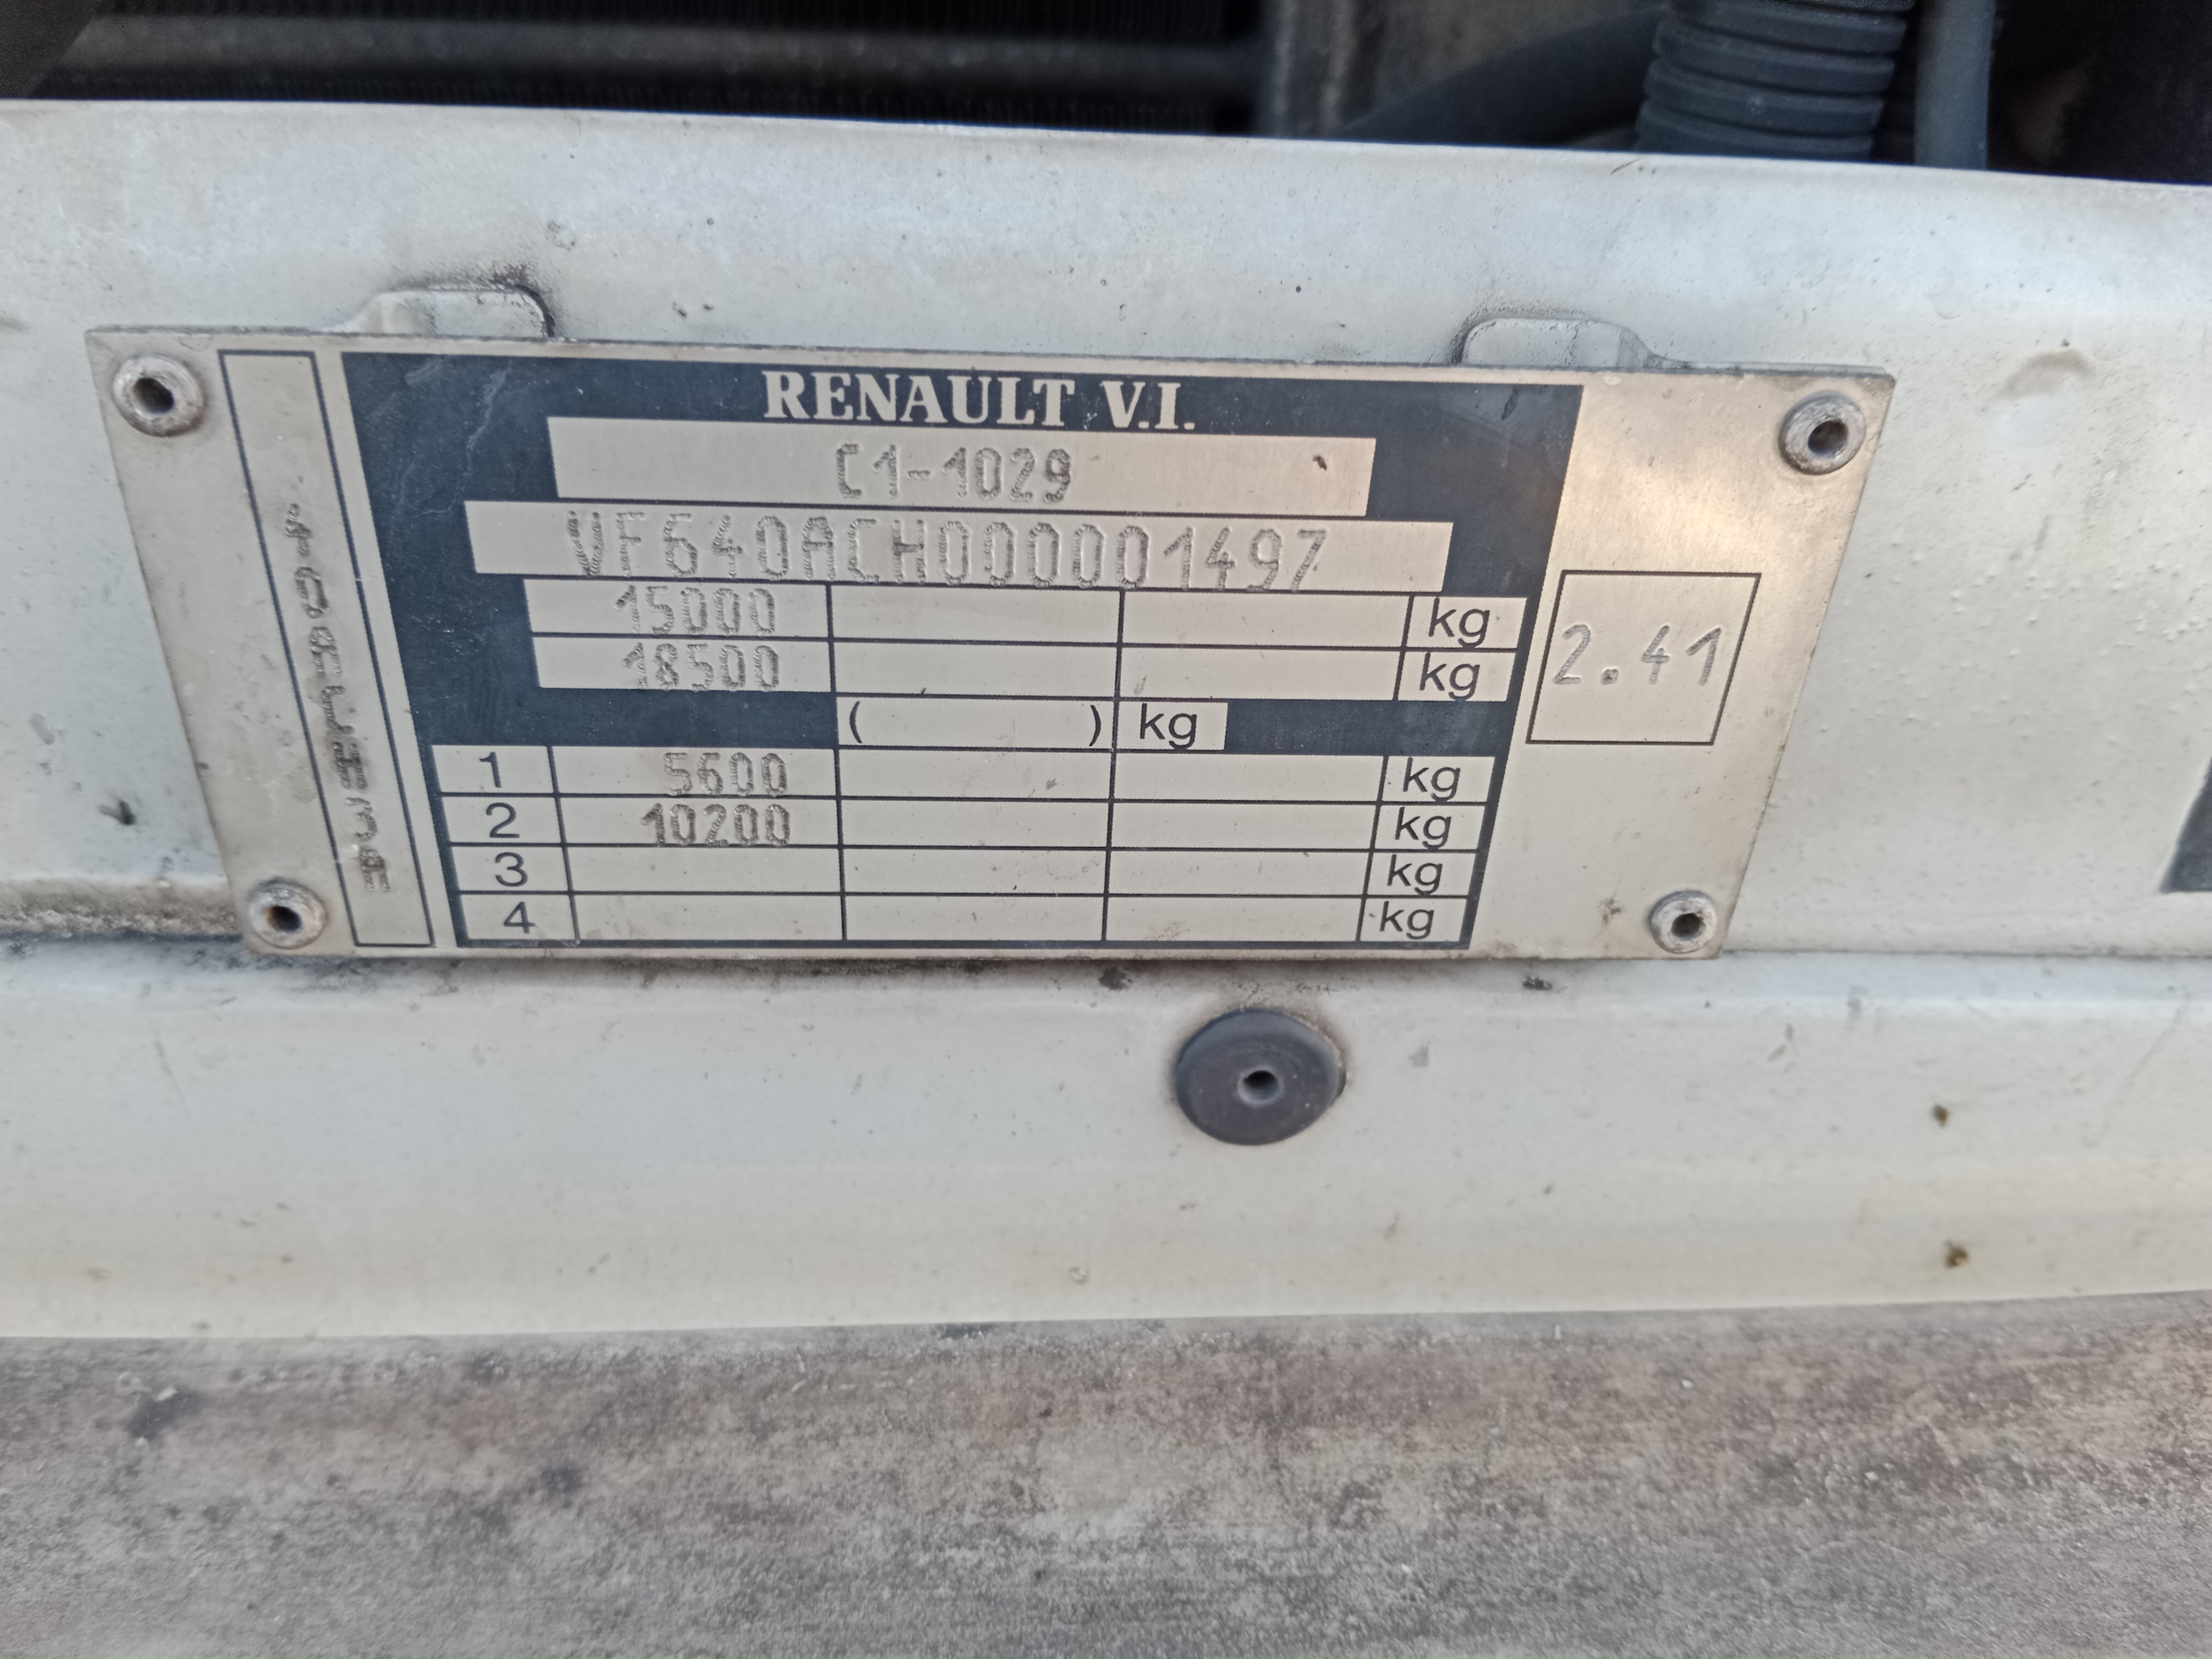 RENAULT V.I.
C1-1029
VF640ACH000001497
15000 kg
18500 kg
( ) kg
1 5600 kg
2 10200 kg
3 kg
4 kg
2.41